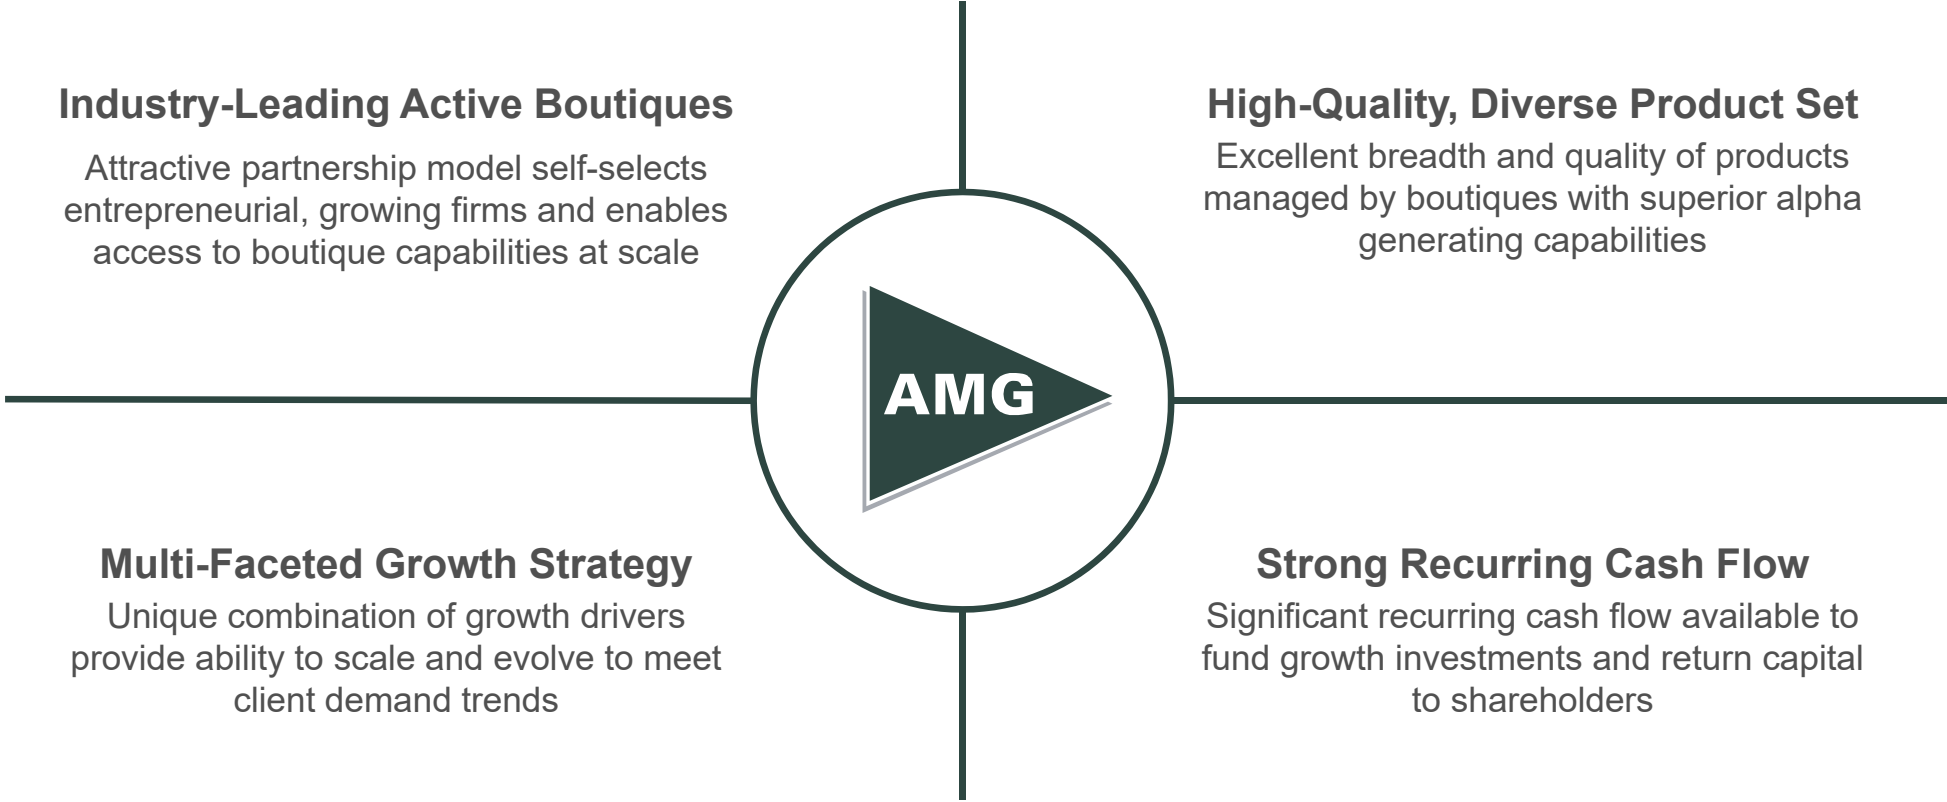 Industry-Leading Active Boutiques
Attractive partnership model self-selects
entrepreneurial, growing firms and enables
access to boutique capabilities at scale
High-Quality, Diverse Product Set
Excellent breadth and quality of products
managed by boutiques with superior alpha
generating capabilities
AMG
Multi-Faceted Growth Strategy
Unique combination of growth drivers
provide ability to scale and evolve to meet
client demand trends
Strong Recurring Cash Flow
Significant recurring cash flow available to
fund growth investments and return capital
to shareholders